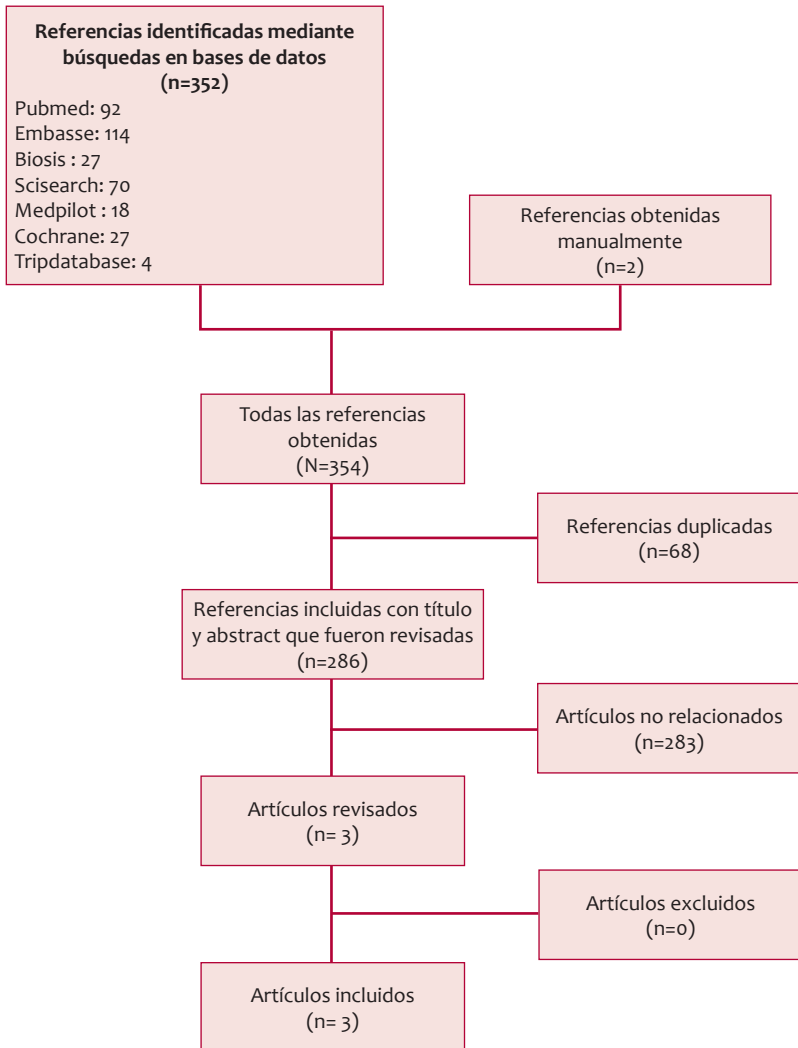 Referencias identificadas mediante
búsquedas en bases de datos
(n=352)
Pubmed: 92
Embasse: 114
Biosis : 27
Scisearch: 70
Medpilot : 18
Cochrane: 27
Tripdatabase: 4
Referencias obtenidas
manualmente
(n=2)
Todas las referencias
obtenidas
(N=354)
Referencias duplicadas
(n=68)
Referencias incluidas con título
y abstract que fueron revisadas
(n=286)
Artículos no relacionados
(n=283)
Artículos revisados
(n= 3)
Artículos excluidos
(n=0)
Artículos incluidos
(n= 3)